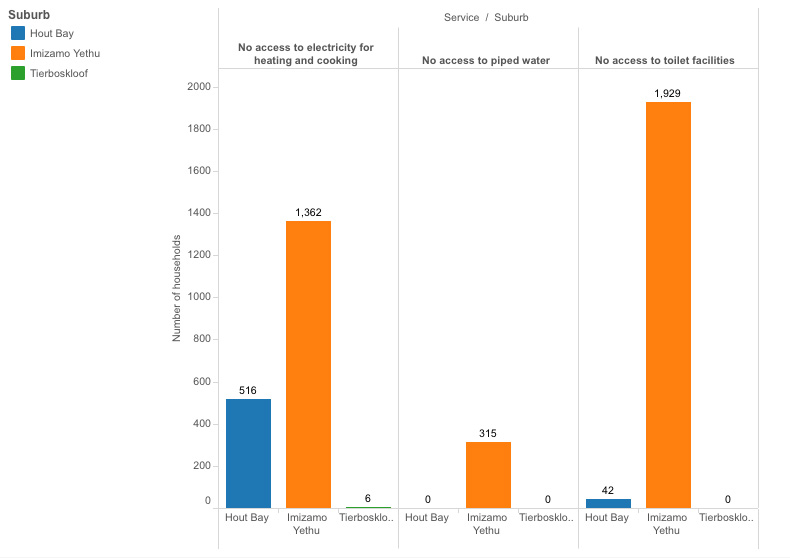 Suburb
Hout Bay
Imizamo Yethu
Tierboskloof
Service / Suburb
No access to electricity for
heating and cooking
No access to piped water
No access to toilet facilities
Number of households
2000
1800
1600
1400
1200
1000
800
600
400
200
0
516
1,362
6
0
315
0
42
1,929
0
Hout Bay
Imizamo
Yethu
Tierbosklo..
Hout Bay
Imizamo
Yethu
Tierbosklo..
Hout Bay
Imizamo
Yethu
Tierbosklo..